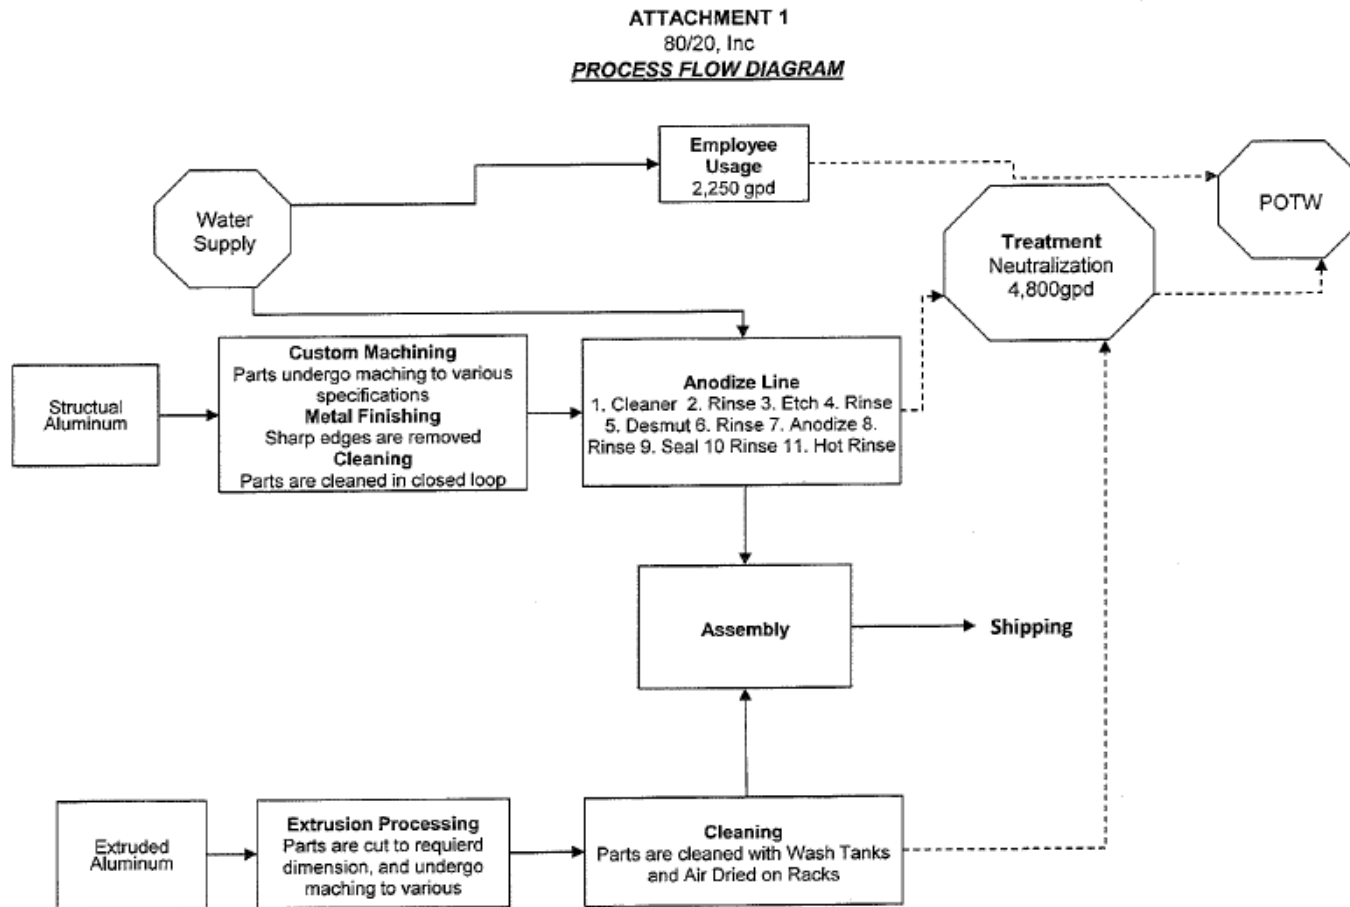 ATTACHMENT 1
80/20, Inc
PROCESS FLOW DIAGRAM
Employee
Usage
2,250 gpd
POTW
Water
Supply
Treatment
Neutralization
4,800gpd
Structual
Aluminum
Custom Machining
Parts undergo maching to various
specifications
Metal Finishing
Sharp edges are removed
Cleaning
Parts are cleaned in closed loop
Anodize Line
1. Cleaner 2. Rinse 3. Etch 4. Rinse
5. Desmut 6. Rinse 7. Anodize 8.
Rinse 9. Seal 10 Rinse 11. Hot Rinse
Assembly
Shipping
Extruded
Aluminum
Extrusion Processing
Parts are cut to requierd
dimension, and undergo
maching to various
Cleaning
Parts are cleaned with Wash Tanks
and Air Dried on Racks